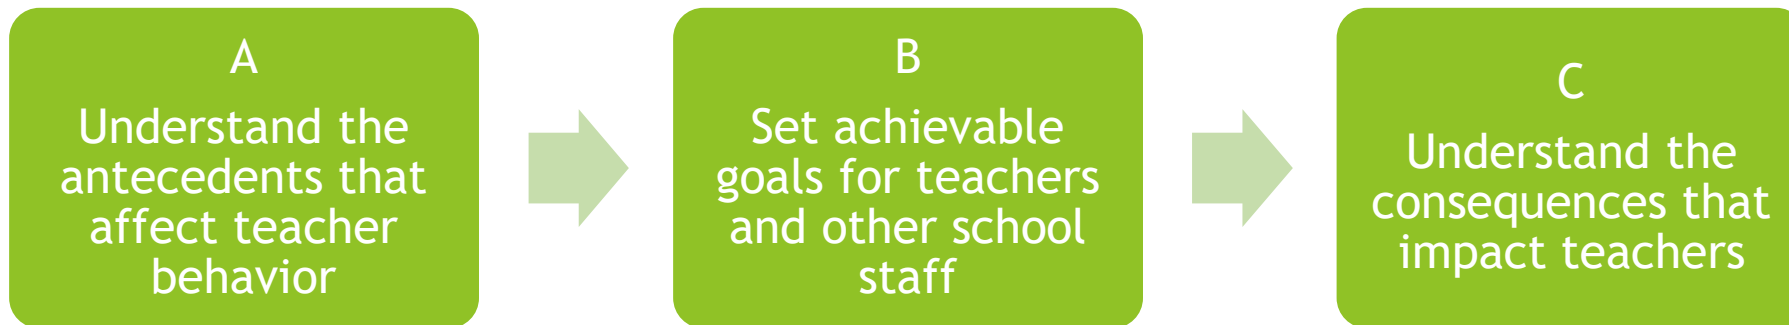 A
Understand the
antecedents that
affect teacher
behavior
B
Set achievable
goals for teachers
and other school
staff
C
Understand the
consequences that
impact teachers